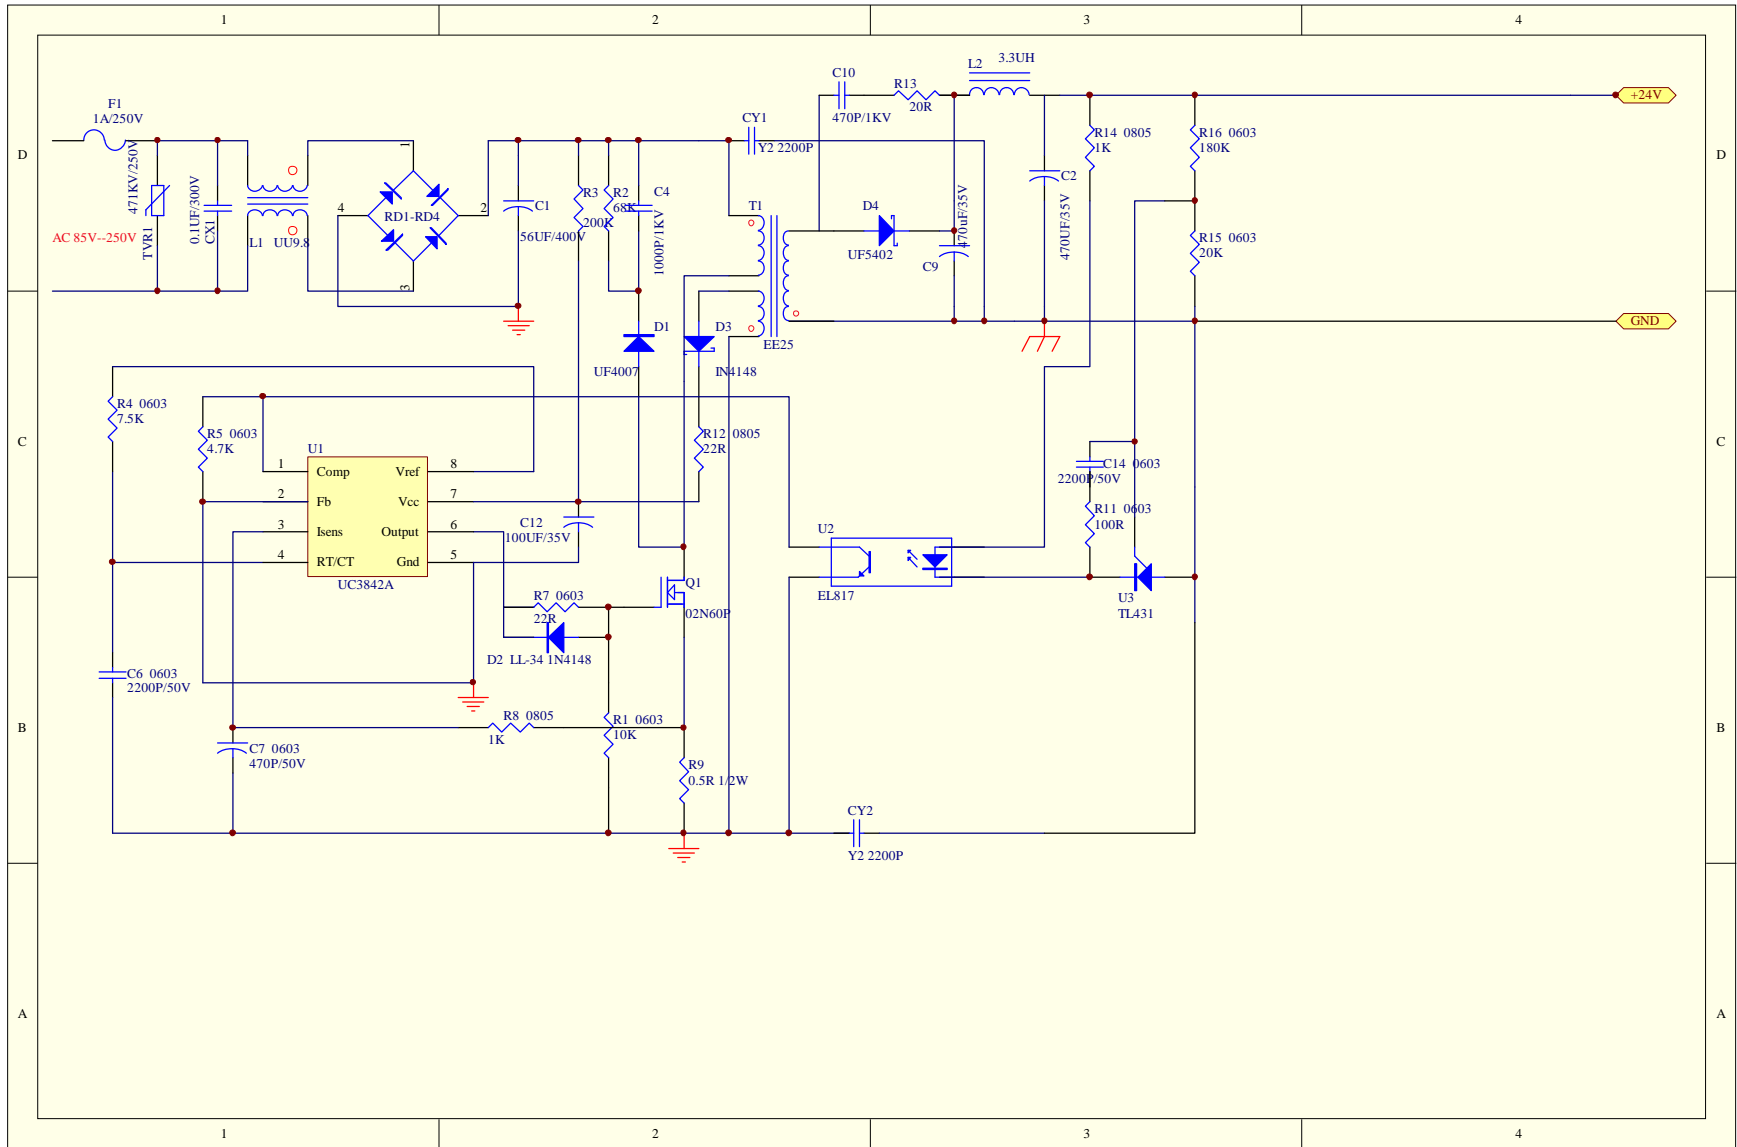 1 2 3 4
F1
1A/250V
471KV/250V
TVR1
0.1UF/300V
CX1
AC 85V--250V
L1 UU9.8
1
RD1-RD4
4
2
3
C1
56UF/400V
R3
200K
R2
68K
C4
1000P/1KV
CY1
Y2 2200P
C10
470P/1KV
R13
20R
L2
3.3UH
+24V
D
D
T1
EE25
D4
UF5402
470uF/35V
C9
C2
470UF/35V
R14 0805
1K
R16 0603
180K
R15 0603
20K
GND
D1
UF4007
D3
IN4148
R4 0603
7.5K
R5 0603
4.7K
C
C
U1
1 Comp Vref 8
2 Fb Vcc 7
3 Isens Output 6
4 RT/CT Gnd 5
UC3842A
R12 0805
22R
C12
100UF/35V
C14 0603
2200P/50V
R11 0603
100R
U2
EL817
U3
TL431
Q1
02N60P
R7 0603
22R
D2 LL-34 1N4148
C6 0603
2200P/50V
B
B
R8 0805
1K
R1 0603
10K
C7 0603
470P/50V
R9
0.5R 1/2W
CY2
Y2 2200P
A
A
1 2 3 4